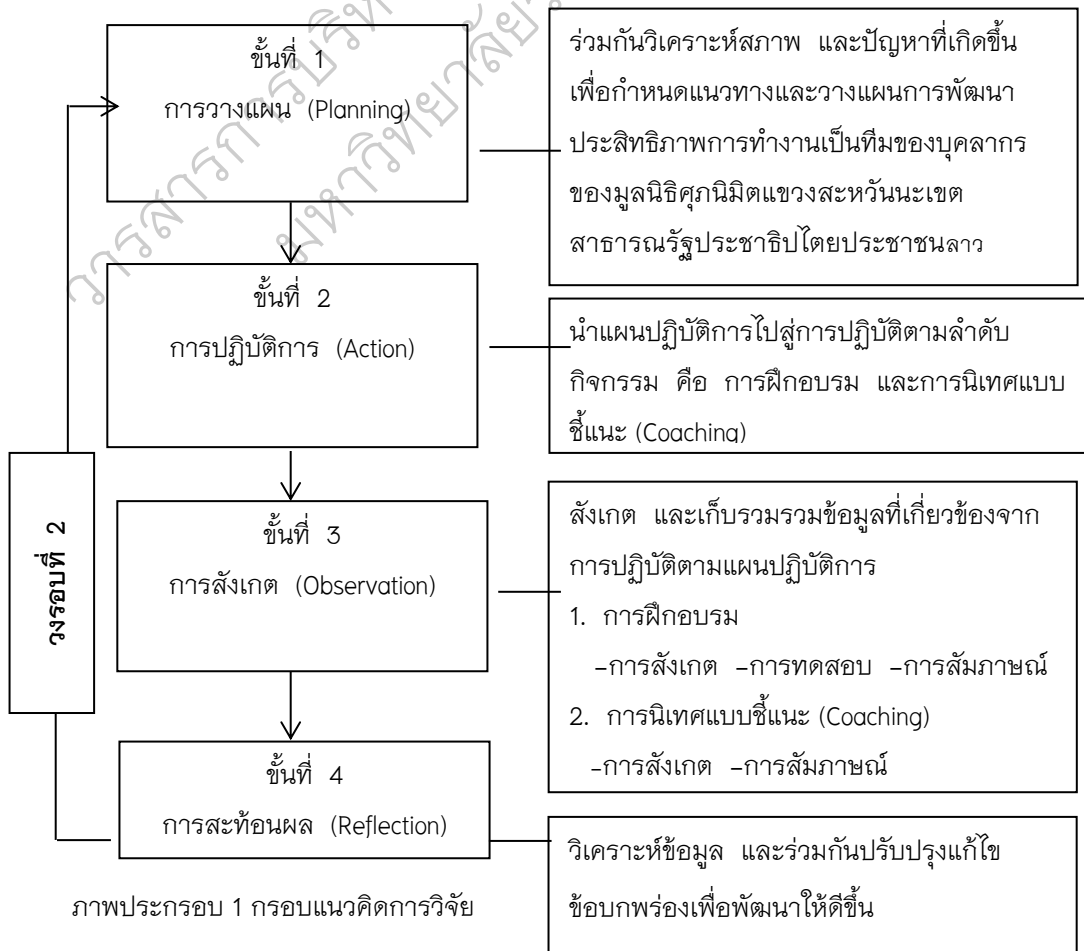 วารสารการบริห
มหาวิทยาลัยร
ขั้นที่ 1
การวางแผน (Planning)
ร่วมกันวิเคราะห์สภาพ และปัญหาที่เกิดขึ้น
เพื่อกำหนดแนวทางและวางแผนการพัฒนา
ประสิทธิภาพการทำงานเป็นทีมของบุคลากร
ของมูลนิธิศุภนิมิตแขวงสะหวันนะเขต
สาธารณรัฐประชาธิปไตยประชาชนลาว
ขั้นที่ 2
การปฏิบัติการ (Action)
นำแผนปฏิบัติการไปสู่การปฏิบัติตามลำดับ
กิจกรรม คือ การฝึกอบรม และการนิเทศแบบ
ชี้แนะ (Coaching)
วงรอบที่ 2
ขั้นที่ 3
การสังเกต (Observation)
สังเกต และเก็บรวมรวมข้อมูลที่เกี่ยวข้องจาก
การปฏิบัติตามแผนปฏิบัติการ
1. การฝึกอบรม
-การสังเกต -การทดสอบ -การสัมภาษณ์
2. การนิเทศแบบชี้แนะ (Coaching)
-การสังเกต -การสัมภาษณ์
ขั้นที่ 4
การสะท้อนผล (Reflection)
วิเคราะห์ข้อมูล และร่วมกันปรับปรุงแก้ไข
ข้อบกพร่องเพื่อพัฒนาให้ดีขึ้น
ภาพประกรอบ 1 กรอบแนวคิดการวิจัย